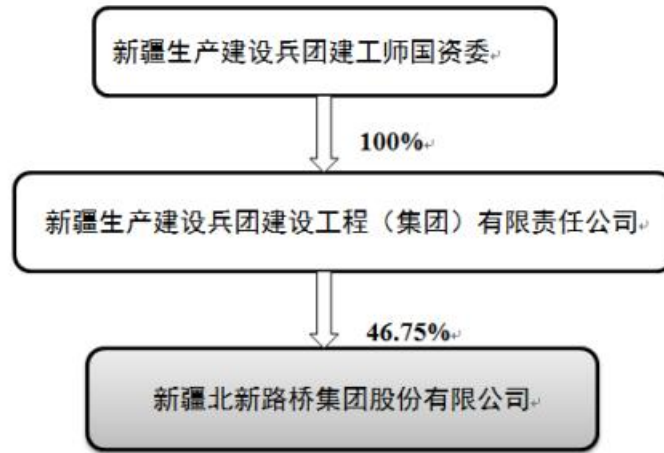 新疆生产建设兵团建工师国资委
100%
新疆生产建设兵团建设工程（集团）有限责任公司
46.75%
新疆北新路桥集团股份有限公司